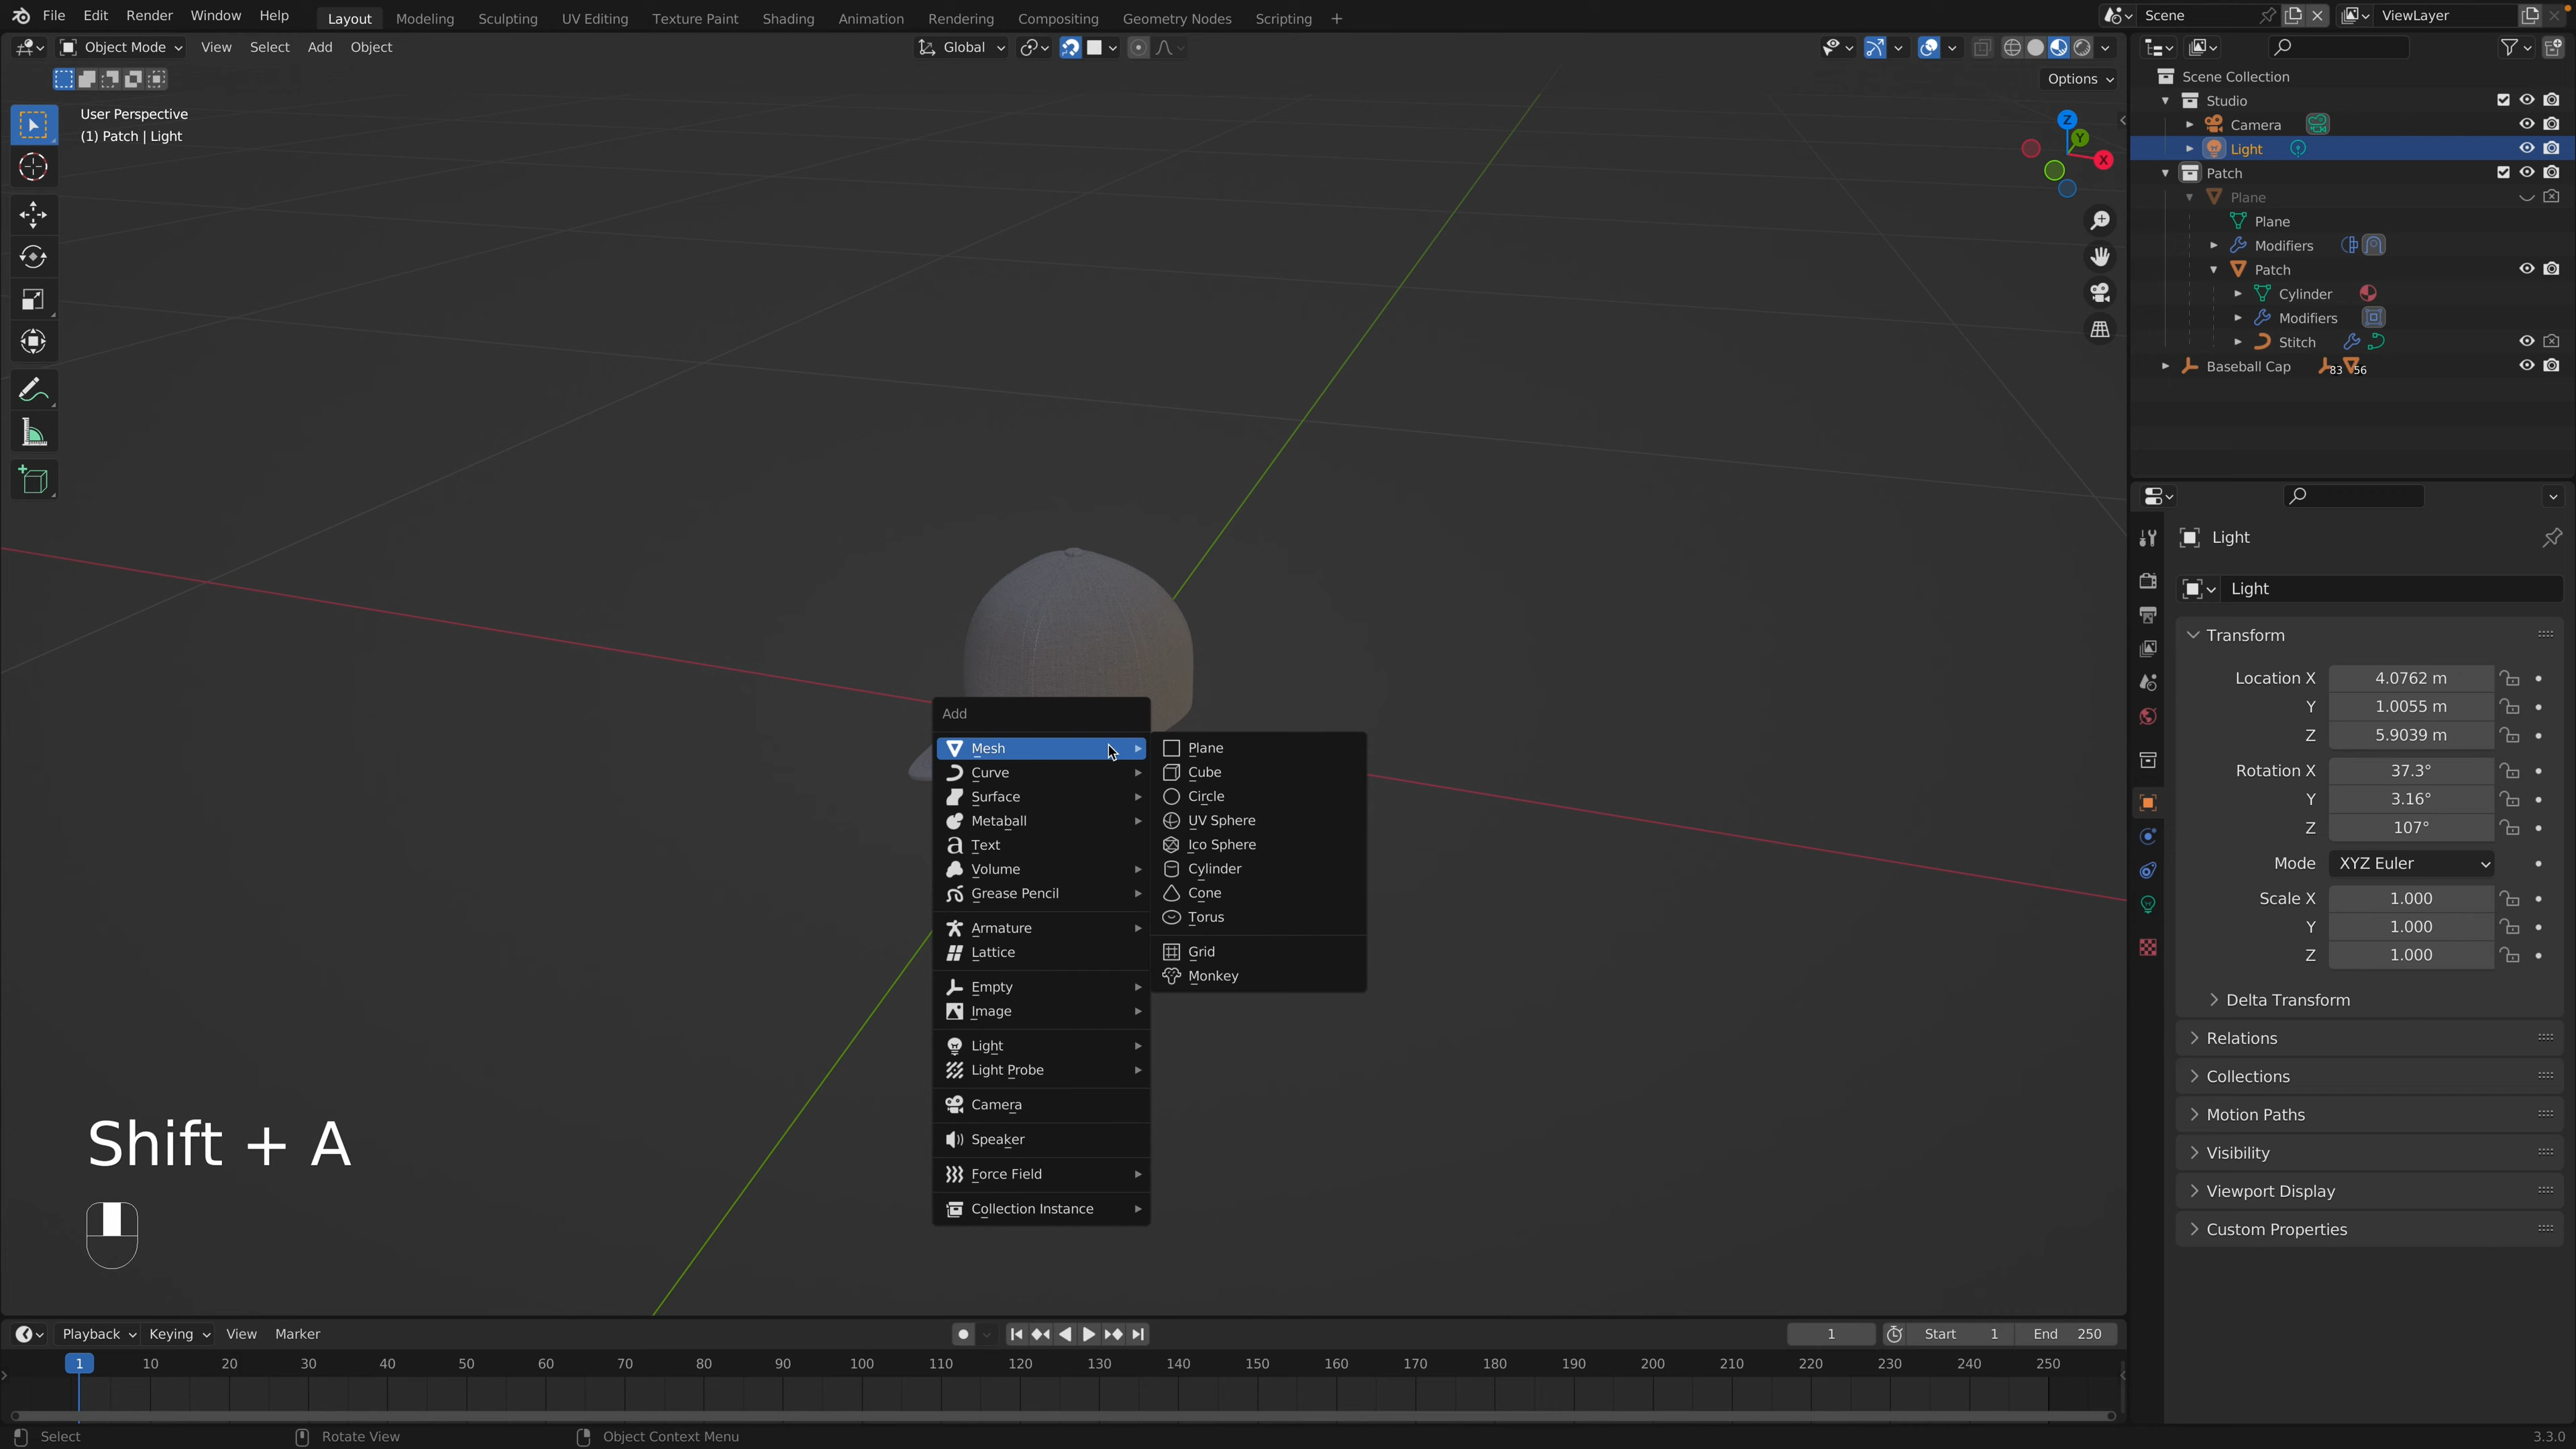 File Edit Render Window Help Layout Modeling Sculpting UV Editing Texture Paint Shading Animation Rendering Compositing Geometry Nodes Scripting + Scene ViewLayer
Object Mode View Select Add Object Global
Options
User Perspective
(1) Patch | Light
Z
Y
X
Scene Collection
Studio
Camera
Light
Patch
Plane
Plane
Modifiers
Patch
Cylinder
Modifiers
Stitch
Baseball Cap 83 56
Add
Mesh
Curve
Surface
Metaball
Text
Volume
Grease Pencil
Armature
Lattice
Empty
Image
Light
Light Probe
Camera
Speaker
Force Field
Collection Instance
Plane
Cube
Circle
UV Sphere
Ico Sphere
Cylinder
Cone
Torus
Grid
Monkey
Shift + A
Light
Light
Transform
Location X 4.0762 m
Y 1.0055 m
Z 5.9039 m
Rotation X 37.3°
Y 3.16°
Z 107°
Mode XYZ Euler
Scale X 1.000
Y 1.000
Z 1.000
Delta Transform
Relations
Collections
Motion Paths
Visibility
Viewport Display
Custom Properties
Playback Keying View Marker 1 Start 1 End 250
1 10 20 30 40 50 60 70 80 90 100 110 120 130 140 150 160 170 180 190 200 210 220 230 240 250
Select Rotate View Object Context Menu 3.3.0